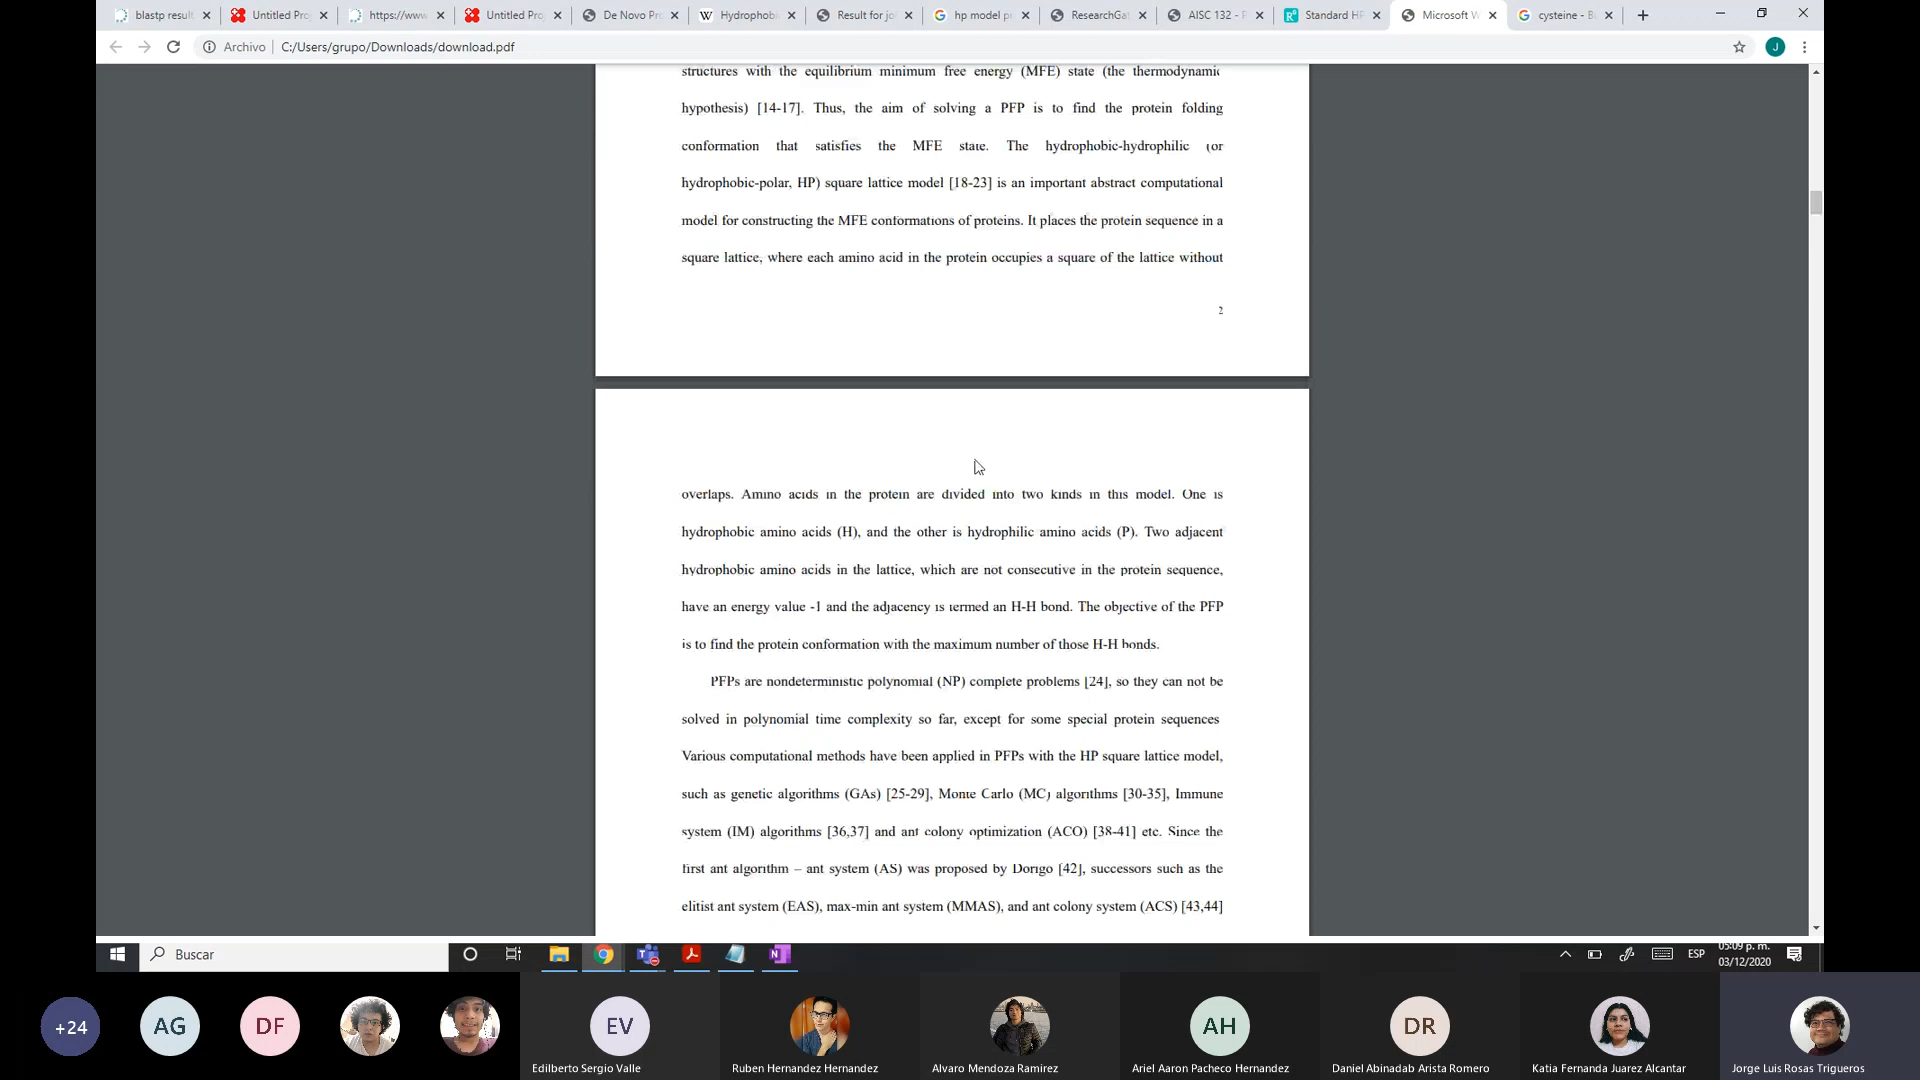 blastp result
Untitled Pro
https://www
Untitled Pro
De Novo Pro
Hydrophobi
Result for jo
hp model pr
ResearchGa
AISC 132 - P
Standard HP
Microsoft W
cysteine - B
Archivo
C:/Users/grupo/Downloads/download.pdf
J
structures with the equilibrium minimum free energy (MFE) state (the thermodynamic
hypothesis) [14-17]. Thus, the aim of solving a PFP is to find the protein folding
conformation that satisfies the MFE state. The hydrophobic-hydrophilic (or
hydrophobic-polar, HP) square lattice model [18-23] is an important abstract computational
model for constructing the MFE conformations of proteins. It places the protein sequence in a
square lattice, where each amino acid in the protein occupies a square of the lattice without
2
overlaps. Amino acids in the protein are divided into two kinds in this model. One is
hydrophobic amino acids (H), and the other is hydrophilic amino acids (P). Two adjacent
hydrophobic amino acids in the lattice, which are not consecutive in the protein sequence,
have an energy value -1 and the adjacency is termed an H-H bond. The objective of the PFP
is to find the protein conformation with the maximum number of those H-H bonds.
PFPs are nondeterministic polynomial (NP) complete problems [24], so they can not be
solved in polynomial time complexity so far, except for some special protein sequences
Various computational methods have been applied in PFPs with the HP square lattice model,
such as genetic algorithms (GAs) [25-29], Monte Carlo (MC) algorithms [30-35], Immune
system (IM) algorithms [36,37] and ant colony optimization (ACO) [38-41] etc. Since the
first ant algorithm – ant system (AS) was proposed by Dorigo [42], successors such as the
elitist ant system (EAS), max-min ant system (MMAS), and ant colony system (ACS) [43,44]
Buscar
ESP
05:09 p. m.
03/12/2020
+24
AG
DF
EV
AH
DR
Edilberto Sergio Valle
Ruben Hernandez Hernandez
Alvaro Mendoza Ramirez
Ariel Aaron Pacheco Hernandez
Daniel Abinadab Arista Romero
Katia Fernanda Juarez Alcantar
Jorge Luis Rosas Trigueros